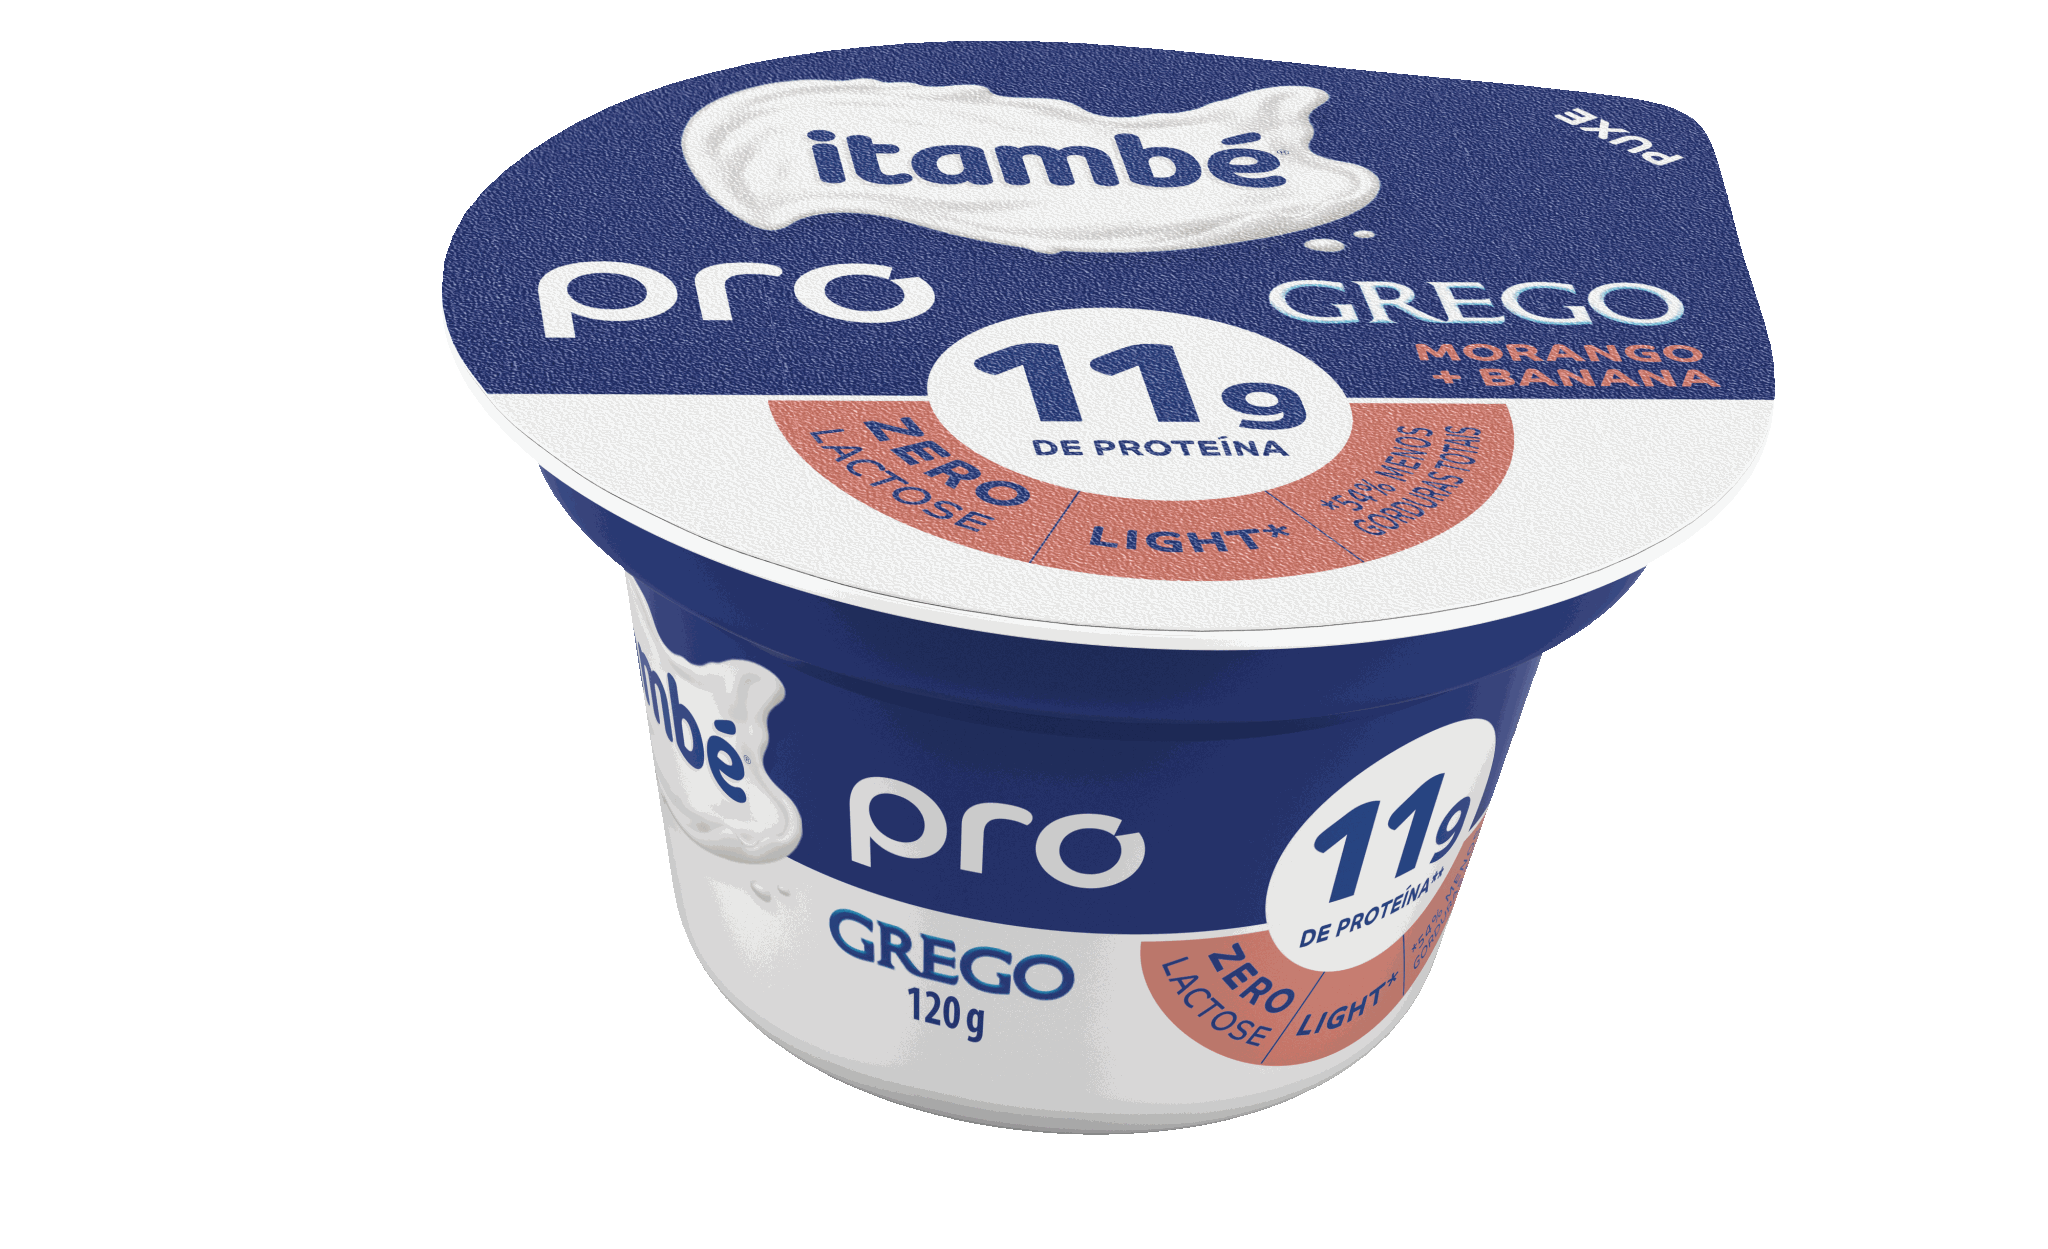 itambé
PUXE
pro
GREGO
MORANGO
+ BANANA
11g
DE PROTEÍNA
ZERO
LACTOSE
LIGHT*
*54% MENOS
GORDURAS TOTAIS
mbé
pro
GREGO
120 g
11g
DE PROTEÍNA**
ZERO
LACTOSE
LIGHT*
*54%